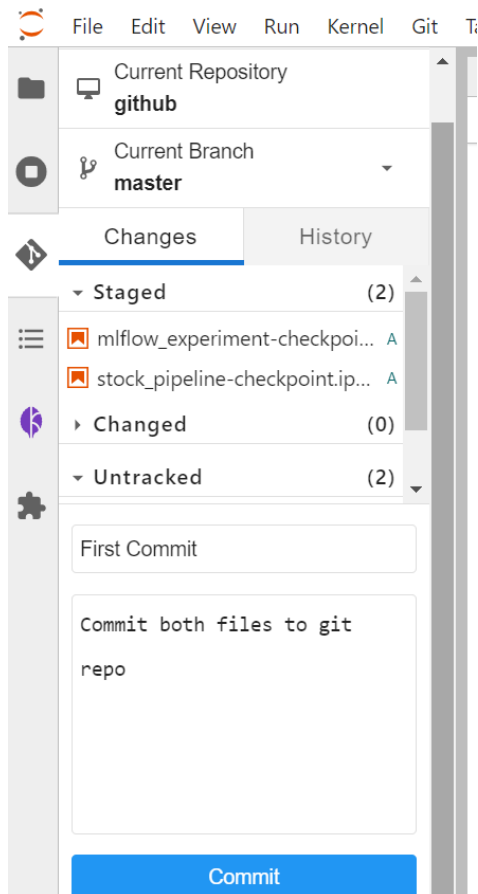 File Edit View Run Kernel Git
Current Repository
github
Current Branch
master
Changes History
Staged (2)
mlflow_experiment-checkpoi... A
stock_pipeline-checkpoint.ip... A
Changed (0)
Untracked (2)
First Commit
Commit both files to git
repo
Commit